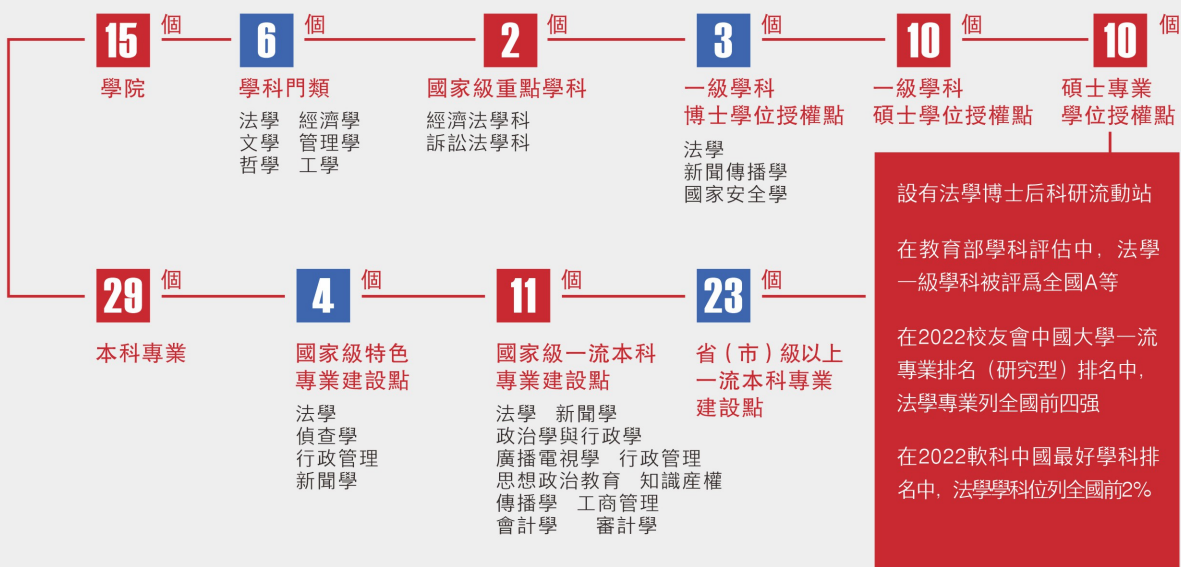 15個
學院
6個
學科門類
法學 經濟學
文學 管理學
哲學 工學
2個
國家級重點學科
經濟法學科
訴訟法學科
3個
一級學科
博士學位授權點
法學
新聞傳播學
國家安全學
10個
一級學科
碩士學位授權點
10個
碩士專業
學位授權點
設有法學博士后科研流動站
在教育部學科評估中，法學
一級學科被評爲全國A等
在2022校友會中國大學一流
專業排名（研究型）排名中，
法學專業列全國前四强
在2022軟科中國最好學科排
名中，法學學科位列全國前2%
29個
本科專業
4個
國家級特色
專業建設點
法學
偵查學
行政管理
新聞學
11個
國家級一流本科
專業建設點
法學 新聞學
政治學與行政學
廣播電視學 行政管理
思想政治教育 知識産權
傳播學 工商管理
會計學 審計學
23個
省（市）級以上
一流本科專業
建設點